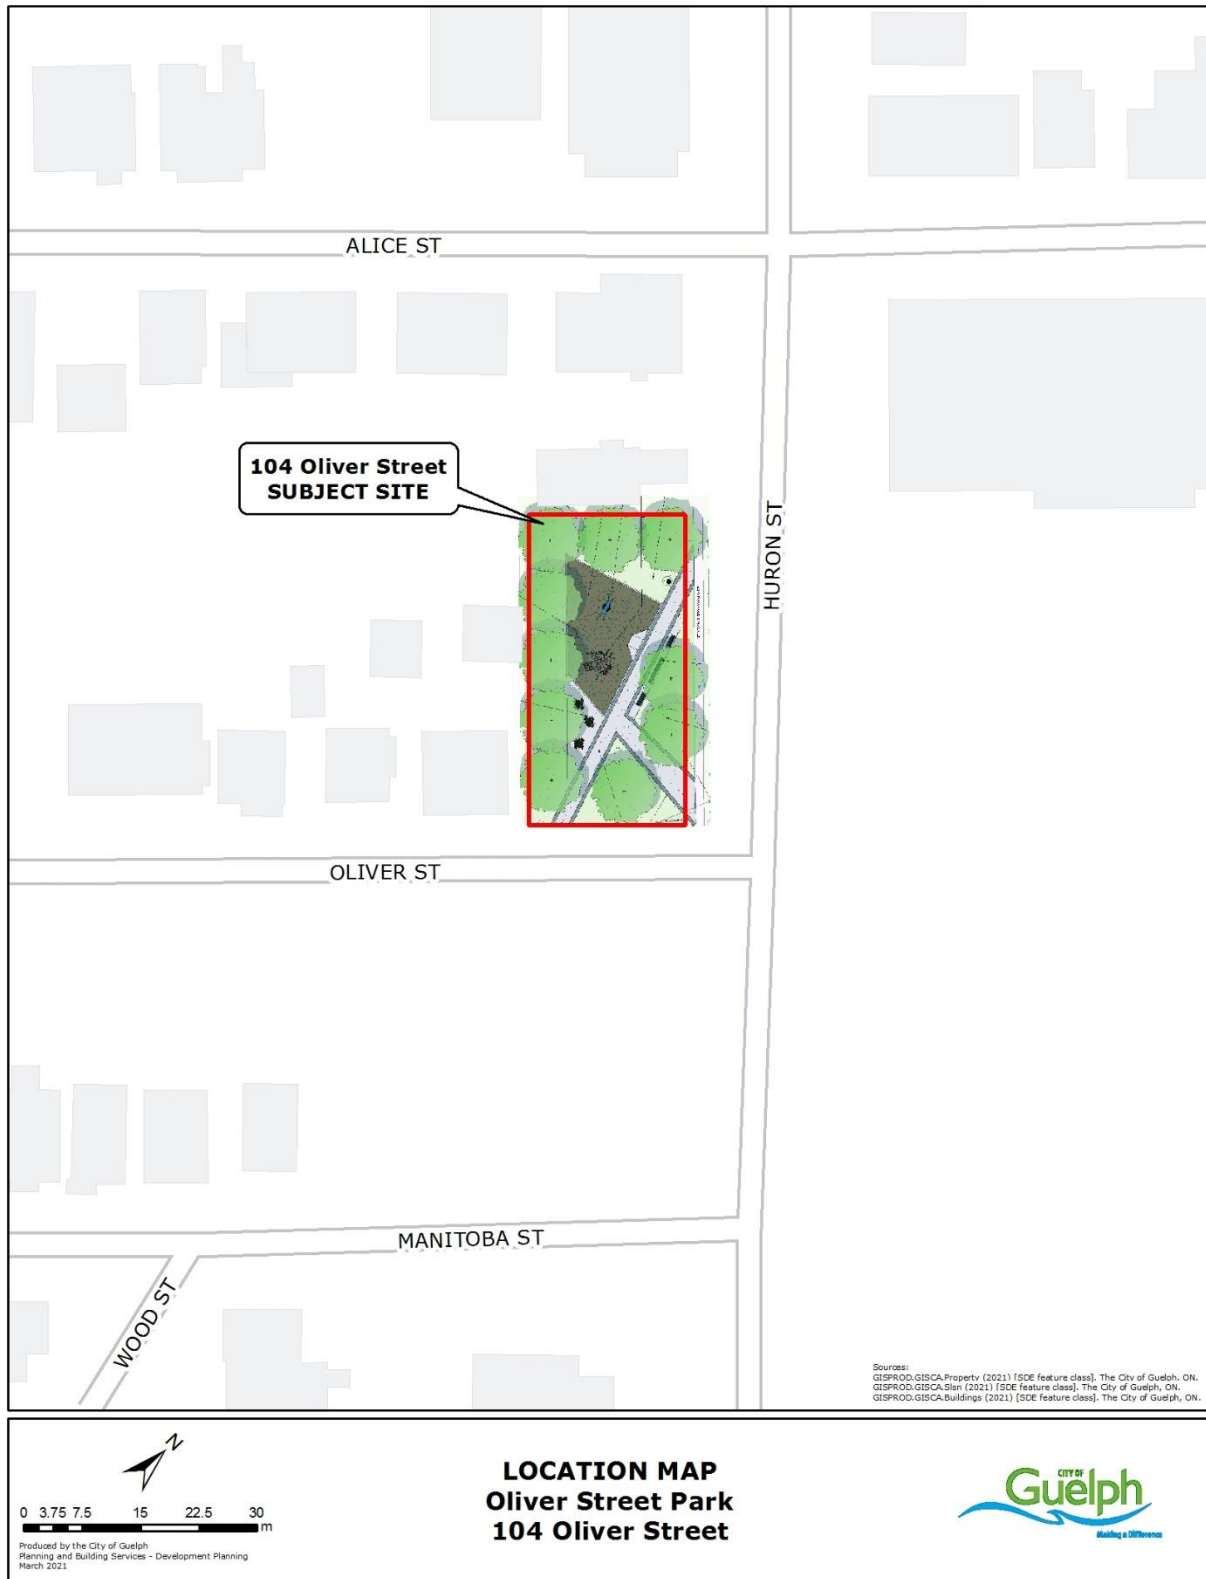 ALICE ST
104 Oliver Street
SUBJECT SITE
HURON ST
OLIVER ST
MANITOBA ST
WOOD ST
Sources:
GISPROD.GISCA.Property (2021) [SDE feature class]. The City of Guelph, ON.
GISPROD.GISCA.Slsn (2021) [SDE feature class]. The City of Guelph, ON.
GISPROD.GISCA.Buildings (2021) [SDE feature class]. The City of Guelph, ON.
N
0 3.75 7.5 15 22.5 30
m
Produced by the City of Guelph
Planning and Building Services - Development Planning
March 2021
LOCATION MAP
Oliver Street Park
104 Oliver Street
CITY OF
Guelph
Making a Difference